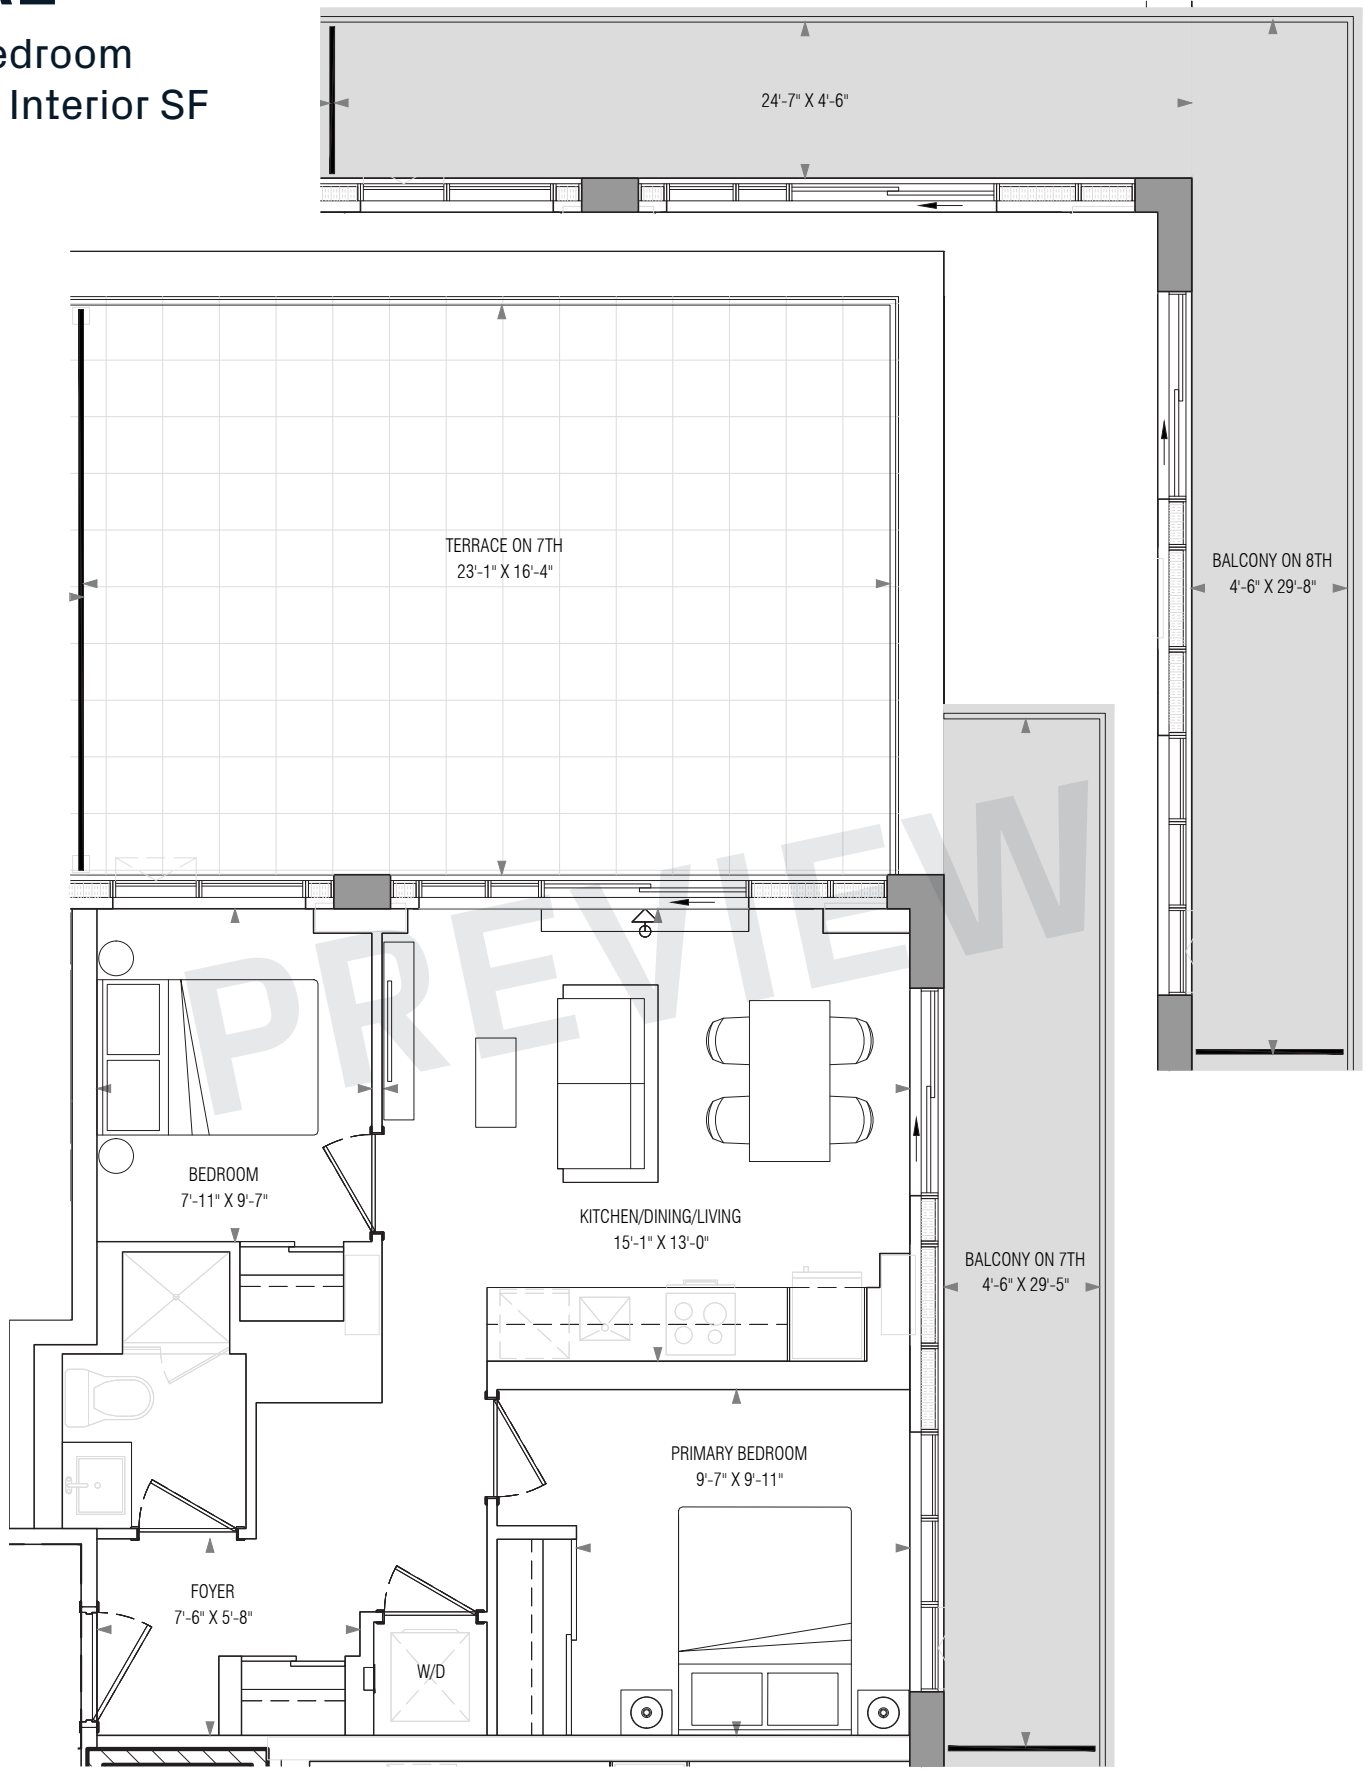 edroom
Interior SF
24'-7" X 4'-6"
TERRACE ON 7TH
23'-1" X 16'-4"
BALCONY ON 8TH
4'-6" X 29'-8"
PREVIEW
BEDROOM
7'-11" X 9'-7"
KITCHEN/DINING/LIVING
15'-1" X 13'-0"
BALCONY ON 7TH
4'-6" X 29'-5"
PRIMARY BEDROOM
9'-7" X 9'-11"
FOYER
7'-6" X 5'-8"
W/D